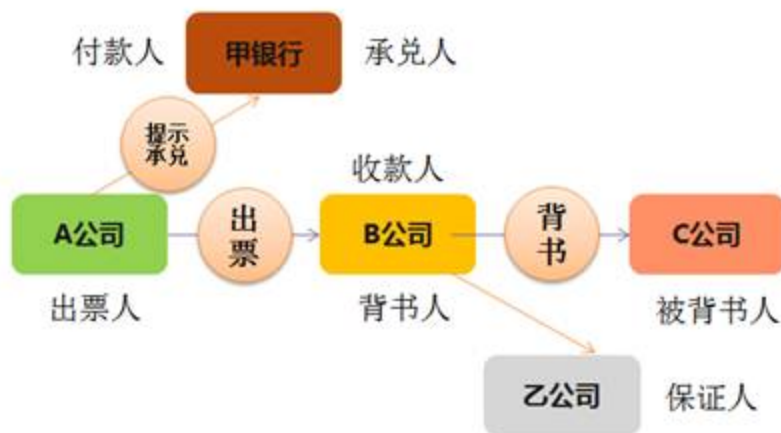 付款人
甲银行
承兑人
提示
承兑
收款人
A公司
出
票
B公司
背
书
C公司
出票人
背书人
被背书人
乙公司
保证人